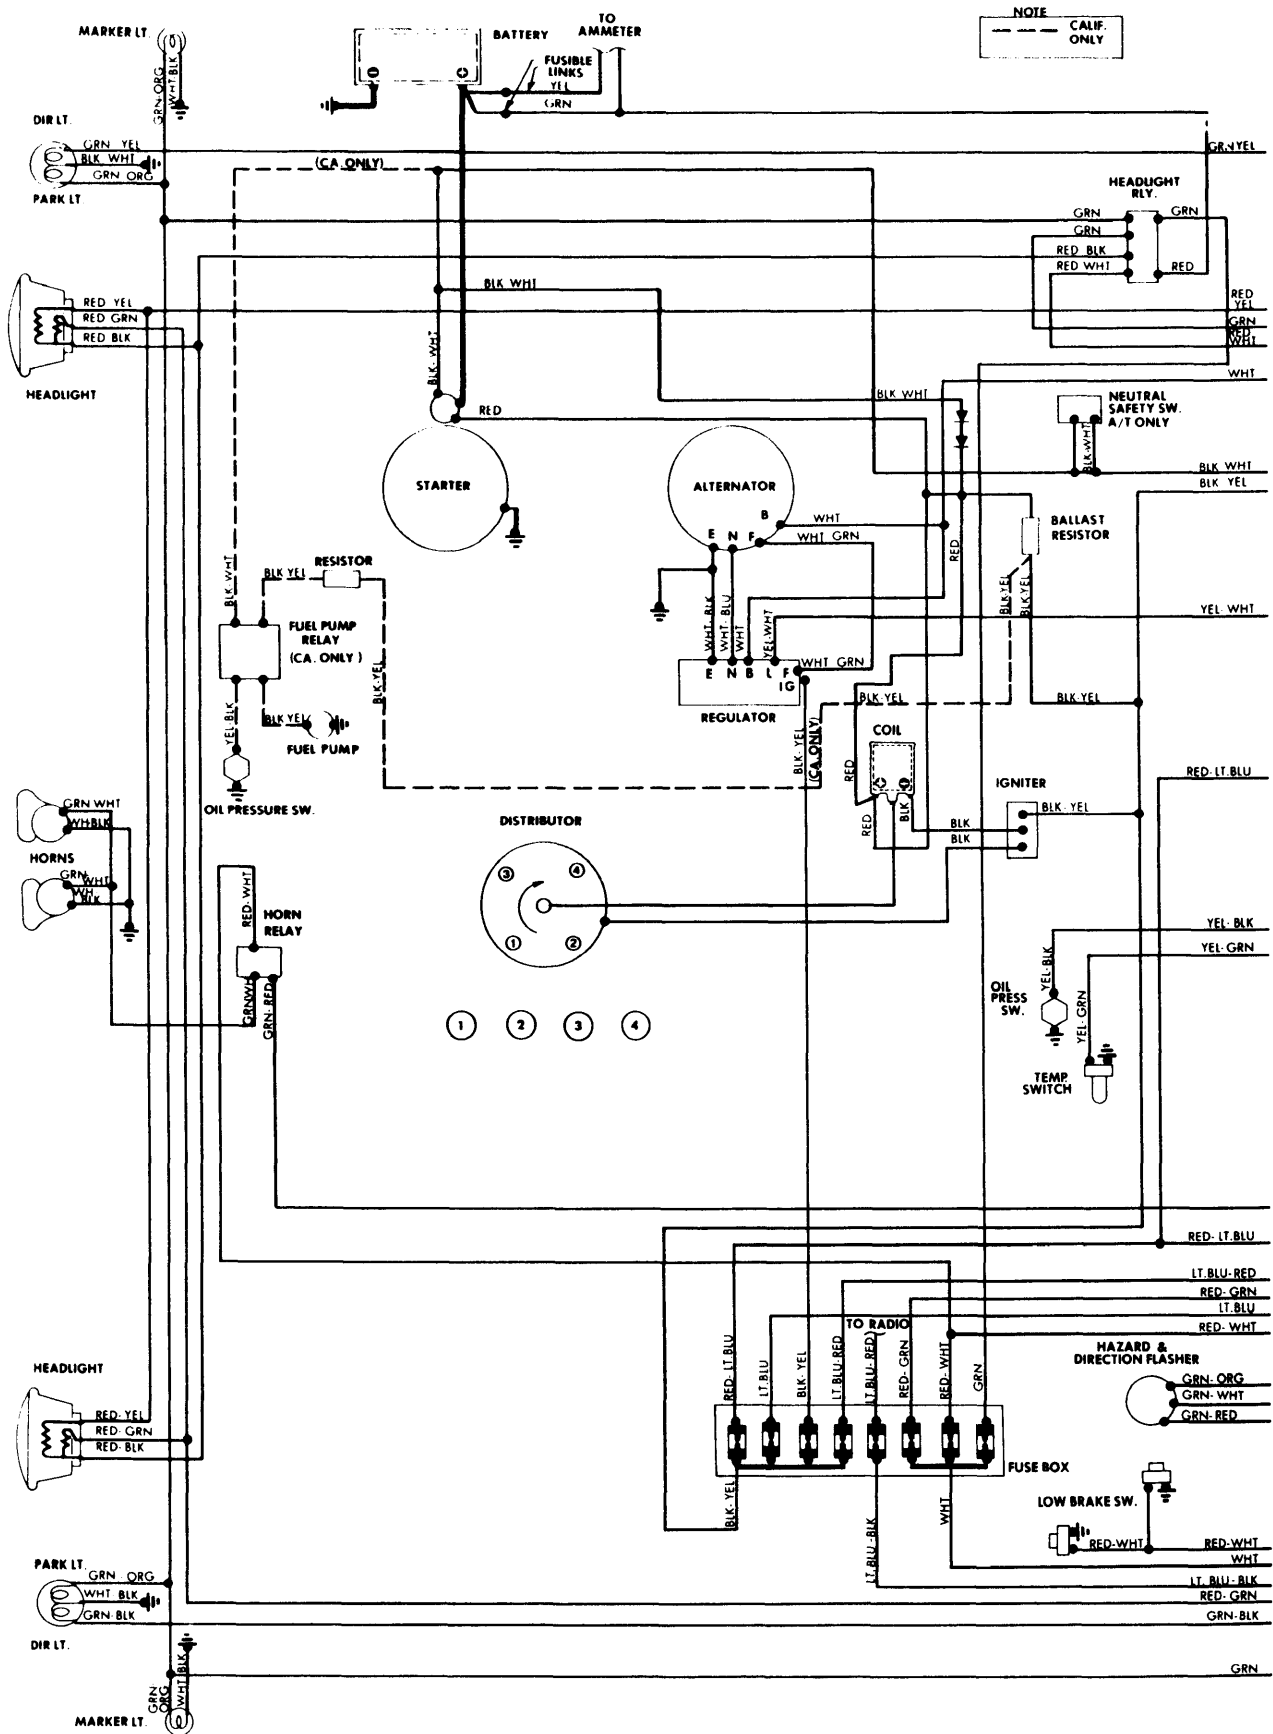 NOTE
CALIF.
ONLY
MARKER LT.
BATTERY
TO
AMMETER
FUSIBLE
LINKS
YEL
GRN
GRN-ORG
WHT-BLK
DIR LT.
GRN YEL
BLK WHT
GRN ORG
PARK LT.
(CA. ONLY)
GRN YEL
HEADLIGHT
RLY.
GRN
GRN
GRN
RED BLK
RED WHT
RED
BLK WHT
RED
YEL
GRN
RED
WHT
RED YEL
RED GRN
RED BLK
HEADLIGHT
BLK-WHT
RED
BLK WHT
WHT
NEUTRAL
SAFETY SW.
A/T ONLY
BLK-WHT
BLK WHT
BLK YEL
STARTER
ALTERNATOR
B
WHT
E
N
F
WHT GRN
RED
BALLAST
RESISTOR
BLK-WHT
BLK YEL
RESISTOR
FUEL PUMP
RELAY
(CA. ONLY)
BLK-YEL
WHT-BLK
WHT-BLU
WHT
YEL-WHT
BLK-YEL
BLK-YEL
YEL-WHT
E N B L F
IG
WHT GRN
REGULATOR
BLK-YEL
BLK-YEL
YEL-BLK
BLK YEL
FUEL PUMP
BLK-YEL
(CA. ONLY)
COIL
RED
RED
BLK
OIL PRESSURE SW.
RED-LT.BLU
IGNITER
BLK-YEL
BLK
BLK
GRN WHT
WH-BLK
HORNS
GRN
WHT
WH
BLK
DISTRIBUTOR
3
4
1
2
RED-WHT
HORN
RELAY
GRNWH
GRN-RED
1
2
3
4
YEL-BLK
YEL-GRN
YEL-BLK
OIL
PRESS
SW.
YEL-GRN
TEMP.
SWITCH
RED-LT.BLU
LT.BLU-RED
RED-GRN
LT.BLU
RED-WHT
TO RADIO
RED-LT.BLU
LT.BLU
BLK-YEL
LT.BLU-RED
LT.BLU-RED
RED-GRN
RED-WHT
GRN
HAZARD &
DIRECTION FLASHER
GRN-ORG
GRN-WHT
GRN-RED
HEADLIGHT
RED-YEL
RED-GRN
RED-BLK
FUSE BOX
BLK-YEL
LT.BLU-BLK
WHT
LOW BRAKE SW.
RED-WHT
RED-WHT
WHT
LT. BLU-BLK
RED-GRN
GRN-BLK
PARK LT.
GRN ORG
WHT BLK
GRN-BLK
DIR LT.
GRN
GRN
ORG
WHT BLK
MARKER LT.